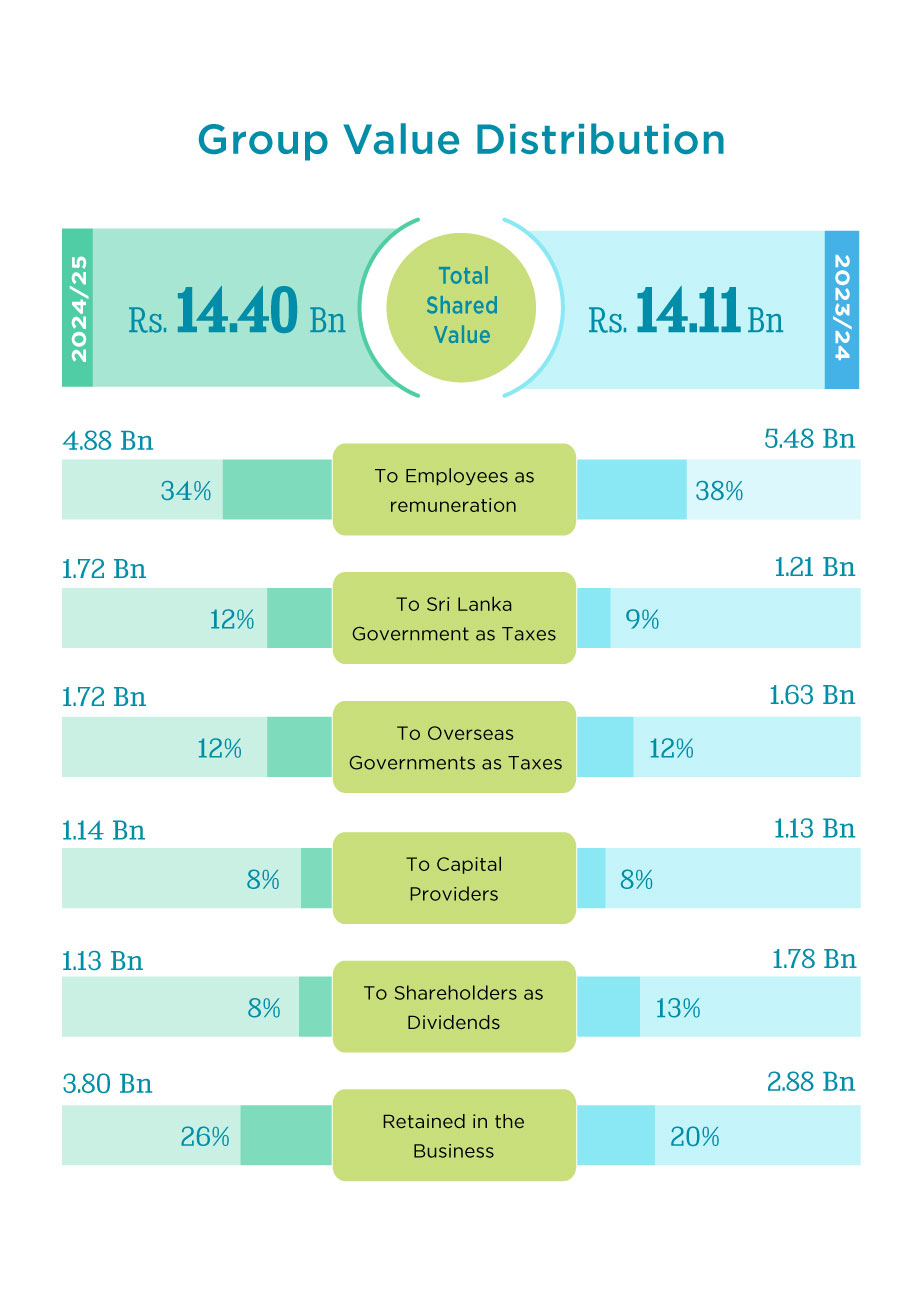 Group Value Distribution
2024/25
Rs. 14.40 Bn
Total
Shared
Value
Rs. 14.11 Bn
2023/24
4.88 Bn
34%
To Employees as
remuneration
5.48 Bn
38%
1.72 Bn
12%
To Sri Lanka
Government as Taxes
1.21 Bn
9%
1.72 Bn
12%
To Overseas
Governments as Taxes
1.63 Bn
12%
1.14 Bn
8%
To Capital
Providers
1.13 Bn
8%
1.13 Bn
8%
To Shareholders as
Dividends
1.78 Bn
13%
3.80 Bn
26%
Retained in the
Business
2.88 Bn
20%